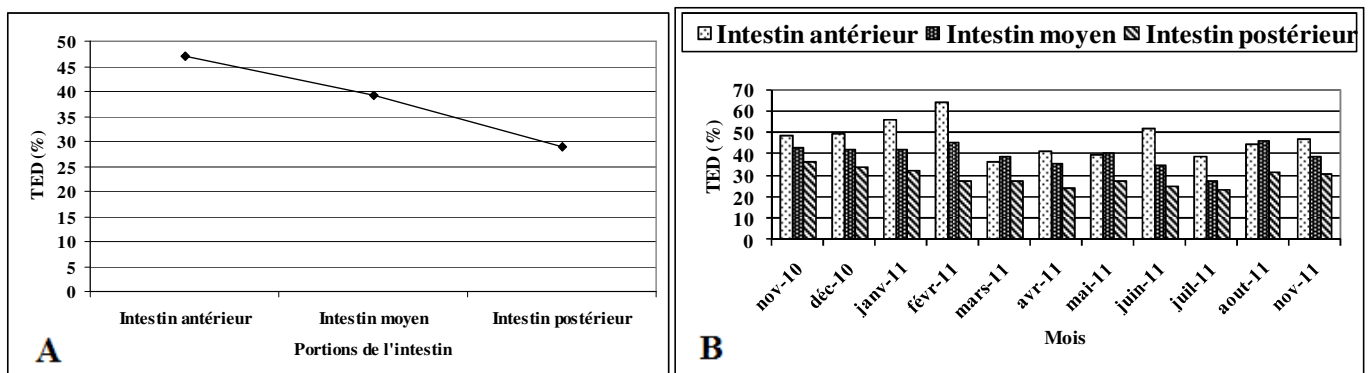 50
45
40
35
30
25
20
15
10
5
0
TED (%)
Intestin antérieur Intestin moyen Intestin postérieur
Portions de l'intestin
A
Intestin antérieur Intestin moyen Intestin postérieur
70
60
50
40
30
20
10
0
TED (%)
nov-10 déc-10 janv-11 févr-11 mars-11 avr-11 mai-11 juin-11 juil-11 aout-11 nov-11
Mois
B